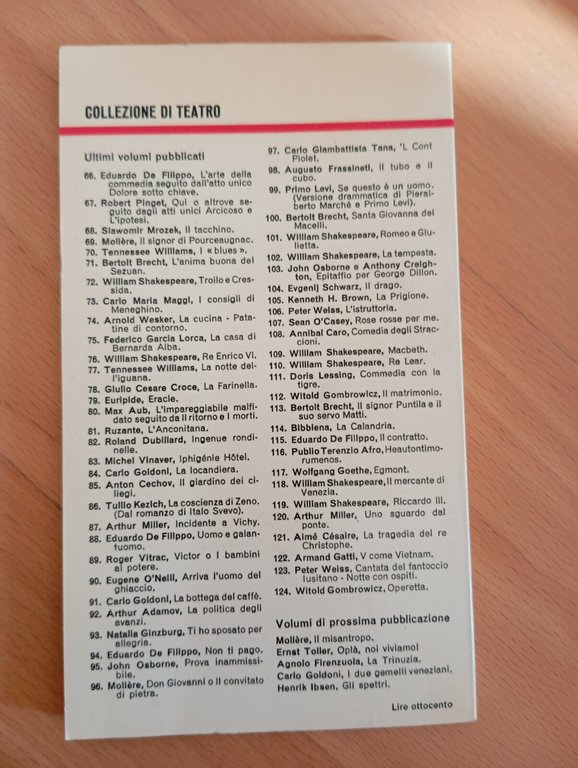 COLLEZIONE DI TEATRO
Ultimi volumi pubblicati
66. Eduardo De Filippo, L'arte della
commedia seguito dall'atto unico
Dolore sotto chiave.
67. Robert Pinget, Qui o altrove se-
guito dagli atti unici Arcicoso e
L'ipotesi.
68. Slawomir Mrozek, Il tacchino.
69. Molière, Il signor di Pourceaugnac.
70. Tennessee Williams, I « blues ».
71. Bertolt Brecht, L'anima buona del
Sezuan.
72. William Shakespeare, Troilo e Cres-
sida.
73. Carlo Maria Maggi, I consigli di
Meneghino.
74. Arnold Wesker, La cucina - Pata-
tine di contorno.
75. Federico García Lorca, La casa di
Bernarda Alba.
76. William Shakespeare, Re Enrico VI.
77. Tennessee Williams, La notte del-
l'iguana.
78. Giulio Cesare Croce, La Farinella.
79. Euripide, Eracle.
80. Max Aub, L'impareggiabile malfi-
dato seguito da Il ritorno e I morti.
81. Ruzante, L'Anconitana.
82. Roland Dubillard, Ingenue rondi-
nelle.
83. Michel Vinaver, Iphigénie Hôtel.
84. Carlo Goldoni, La locandiera.
85. Anton Cechov, Il giardino dei ci-
liegi.
86. Tullio Kezich, La coscienza di Zeno.
(Dal romanzo di Italo Svevo).
87. Arthur Miller, Incidente a Vichy.
88. Eduardo De Filippo, Uomo e galan-
tuomo.
89. Roger Vitrac, Victor o I bambini
al potere.
90. Eugene O'Neill, Arriva l'uomo del
ghiaccio.
91. Carlo Goldoni, La bottega del caffè.
92. Arthur Adamov, La politica degli
avanzi.
93. Natalia Ginzburg, Ti ho sposato per
allegria.
94. Eduardo De Filippo, Non ti pago.
95. John Osborne, Prova inammissi-
bile.
96. Molière, Don Giovanni o Il convitato
di pietra.
97. Carlo Giambattista Tana, 'L Cont
Piolet.
98. Augusto Frassineti, Il tubo e il
cubo.
99. Primo Levi, Se questo è un uomo.
(Versione drammatica di Pieral-
berto Marché e Primo Levi).
100. Bertolt Brecht, Santa Giovanna dei
Macelli.
101. William Shakespeare, Romeo e Giu-
lietta.
102. William Shakespeare, La tempesta.
103. John Osborne e Anthony Creigh-
ton, Epitaffio per George Dillon.
104. Evgenij Schwarz, Il drago.
105. Kenneth H. Brown, La Prigione.
106. Peter Weiss, L'istruttoria.
107. Sean O'Casey, Rose rosse per me.
108. Annibal Caro, Comedia degli Strac-
cioni.
109. William Shakespeare, Macbeth.
110. William Shakespeare, Re Lear.
111. Doris Lessing, Commedia con la
tigre.
112. Witold Gombrowicz, Il matrimonio.
113. Bertolt Brecht, Il signor Puntila e il
suo servo Matti.
114. Bibbiena, La Calandria.
115. Eduardo De Filippo, Il contratto.
116. Publio Terenzio Afro, Heautontimo-
rumenos.
117. Wolfgang Goethe, Egmont.
118. William Shakespeare, Il mercante di
Venezia.
119. William Shakespeare, Riccardo III.
120. Arthur Miller, Uno sguardo dal
ponte.
121. Aimé Césaire, La tragedia del re
Christophe.
122. Armand Gatti, V come Vietnam.
123. Peter Weiss, Cantata del fantoccio
lusitano - Notte con ospiti.
124. Witold Gombrowicz, Operetta.
Volumi di prossima pubblicazione
Molière, Il misantropo.
Ernst Toller, Oplà, noi viviamo!
Agnolo Firenzuola, La Trinuzia.
Carlo Goldoni, I due gemelli veneziani.
Henrik Ibsen, Gli spettri.
Lire ottocento